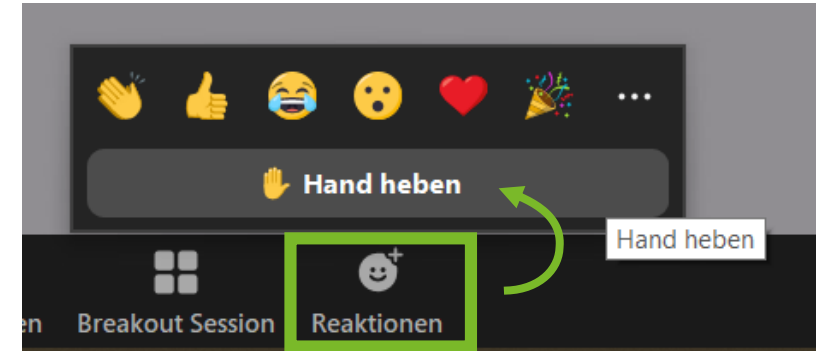 Hand heben
Hand heben
en
Breakout Session
Reaktionen